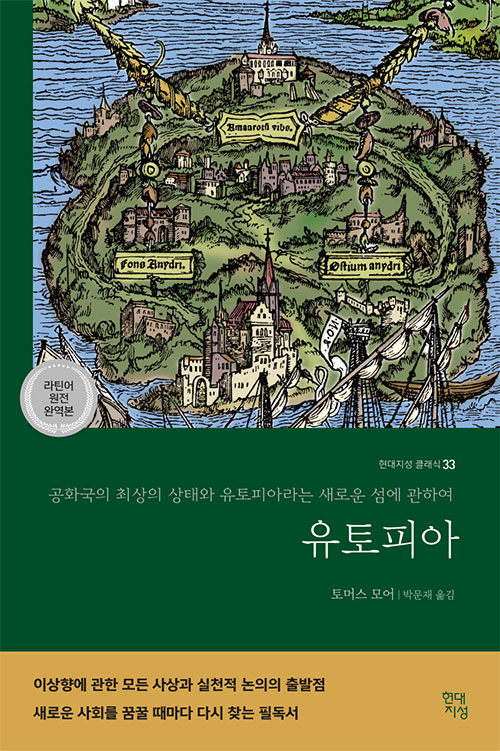 Amaurotū vrbs.
Fons Anydri.
Ostium anydri
라틴어
원전
완역본
현대지성 클래식 33
공화국의 최상의 상태와 유토피아라는 새로운 섬에 관하여
유토피아
토머스 모어 | 박문재 옮김
이상향에 관한 모든 사상과 실천적 논의의 출발점
새로운 사회를 꿈꿀 때마다 다시 찾는 필독서
현대
지성